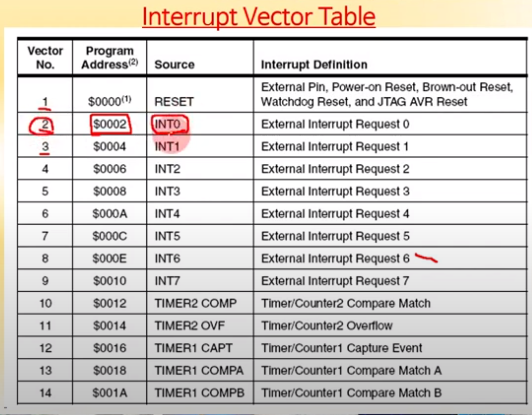 Interrupt Vector Table
Vector No. Program Address(2) Source Interrupt Definition
1 $0000(1) RESET External Pin, Power-on Reset, Brown-out Reset, Watchdog Reset, and JTAG AVR Reset
2 $0002 INT0 External Interrupt Request 0
3 $0004 INT1 External Interrupt Request 1
4 $0006 INT2 External Interrupt Request 2
5 $0008 INT3 External Interrupt Request 3
6 $000A INT4 External Interrupt Request 4
7 $000C INT5 External Interrupt Request 5
8 $000E INT6 External Interrupt Request 6
9 $0010 INT7 External Interrupt Request 7
10 $0012 TIMER2 COMP Timer/Counter2 Compare Match
11 $0014 TIMER2 OVF Timer/Counter2 Overflow
12 $0016 TIMER1 CAPT Timer/Counter1 Capture Event
13 $0018 TIMER1 COMPA Timer/Counter1 Compare Match A
14 $001A TIMER1 COMPB Timer/Counter1 Compare Match B